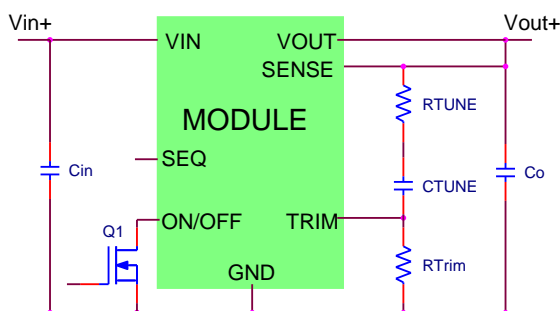 Vin+ Vout+
VIN VOUT
SENSE
RTUNE
MODULE
SEQ
Cin CTUNE Co
ON/OFF TRIM
Q1
GND RTrim